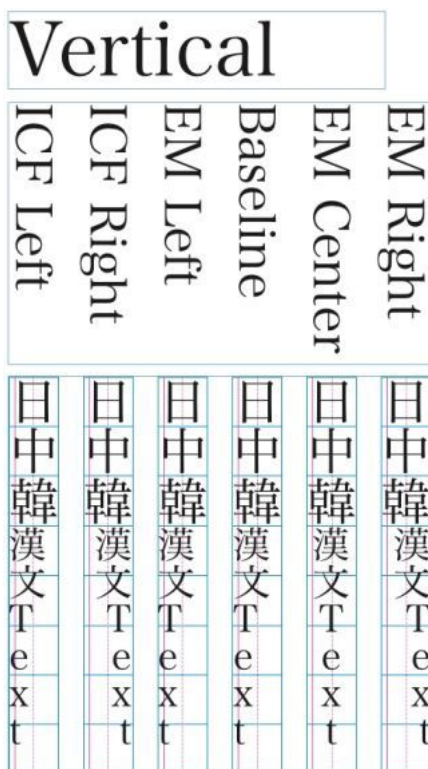 Vertical
ICF Left
ICF Right
EM Left
Baseline
EM Center
EM Right
日中韓漢文Text
日中韓漢文Text
日中韓漢文Text
日中韓漢文Text
日中韓漢文Text
日中韓漢文Text